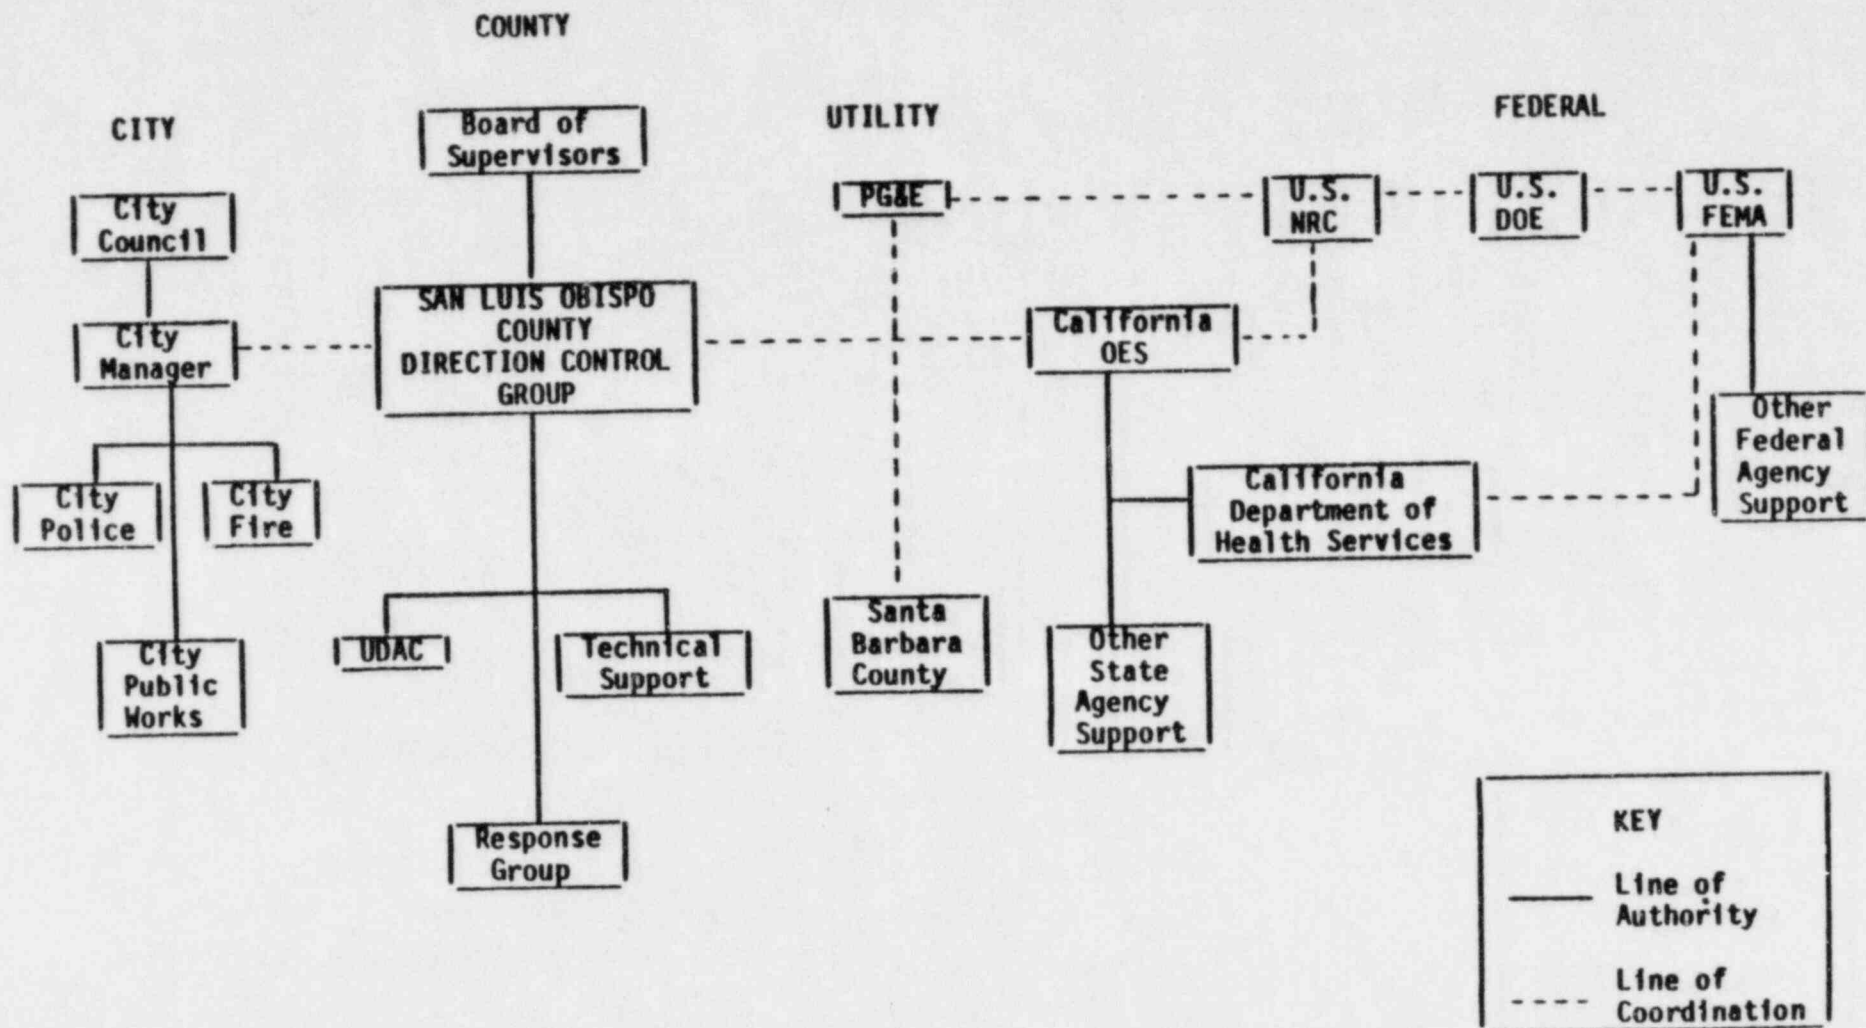 COUNTY
CITY
UTILITY
FEDERAL
Board of
Supervisors
City
Council
PG&E
U.S.
NRC
U.S.
DOE
U.S.
FEMA
City
Manager
SAN LUIS OBISPO
COUNTY
DIRECTION CONTROL
GROUP
California
OES
Other
Federal
Agency
Support
City
Police
City
Fire
California
Department of
Health Services
City
Public
Works
UDAC
Technical
Support
Santa
Barbara
County
Other
State
Agency
Support
Response
Group
KEY
Line of
Authority
Line of
Coordination